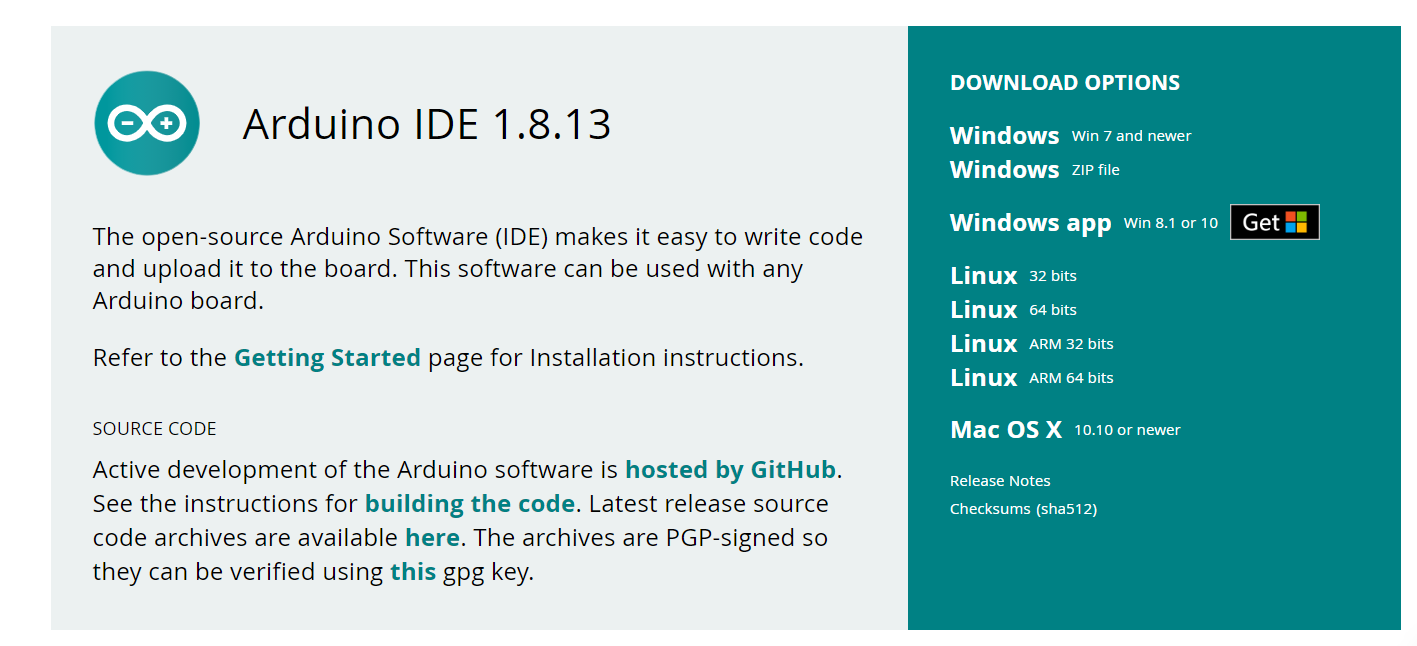 Arduino IDE 1.8.13
The open-source Arduino Software (IDE) makes it easy to write code
and upload it to the board. This software can be used with any
Arduino board.
Refer to the Getting Started page for Installation instructions.
SOURCE CODE
Active development of the Arduino software is hosted by GitHub.
See the instructions for building the code. Latest release source
code archives are available here. The archives are PGP-signed so
they can be verified using this gpg key.
DOWNLOAD OPTIONS
Windows Win 7 and newer
Windows ZIP file
Windows app Win 8.1 or 10 Get
Linux 32 bits
Linux 64 bits
Linux ARM 32 bits
Linux ARM 64 bits
Mac OS X 10.10 or newer
Release Notes
Checksums (sha512)